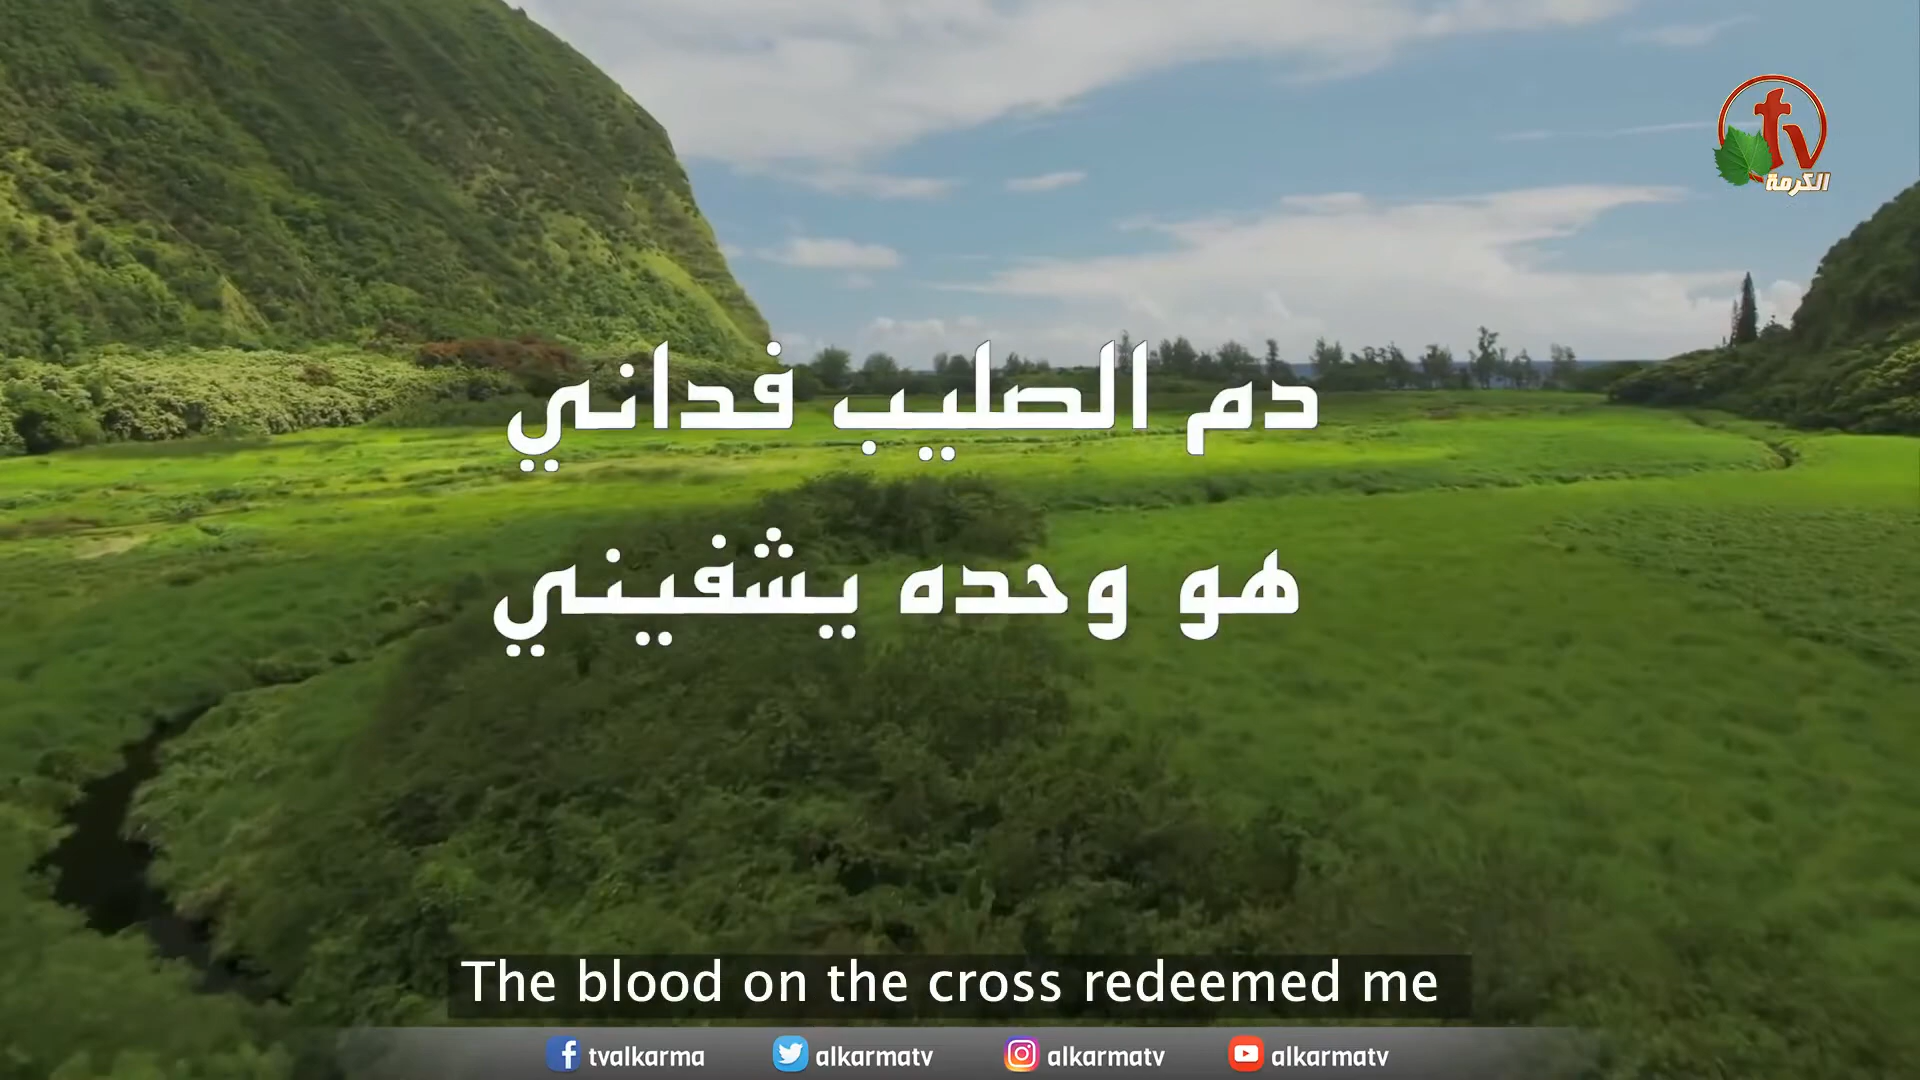 tv
الكرمة
دم الصليب فداني
هو وحده يشفيني
The blood on the cross redeemed me
tvalkarma alkarmatv alkarmatv alkarmatv